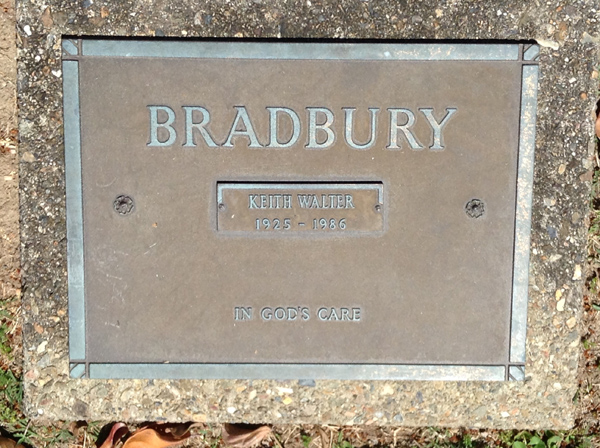 BRADBURY
KEITH WALTER
1925 - 1986
IN GOD'S CARE